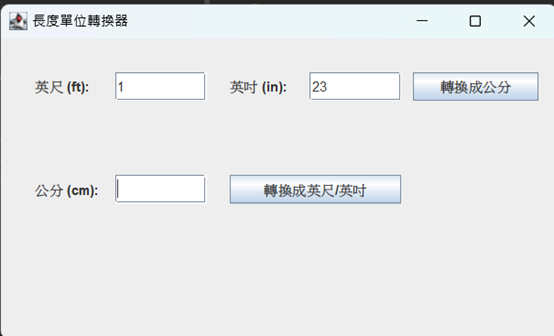 長度單位轉換器
英尺 (ft): 1 英吋 (in): 23 轉換成公分
公分 (cm): 轉換成英尺/英吋